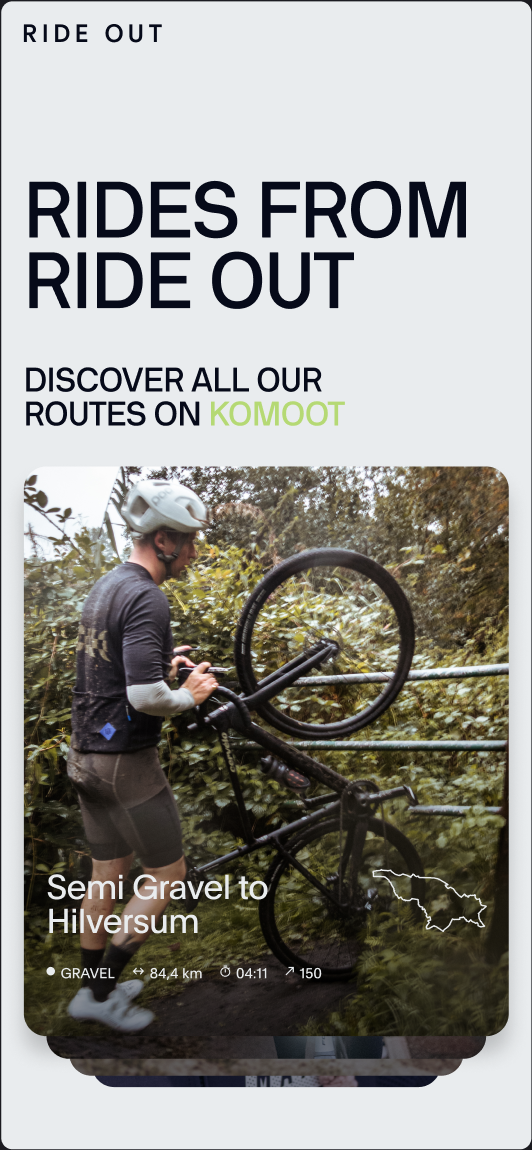 RIDE OUT
RIDES FROM
RIDE OUT
DISCOVER ALL OUR
ROUTES ON KOMOOT
Semi Gravel to
Hilversum
GRAVEL 84,4 km 04:11 150